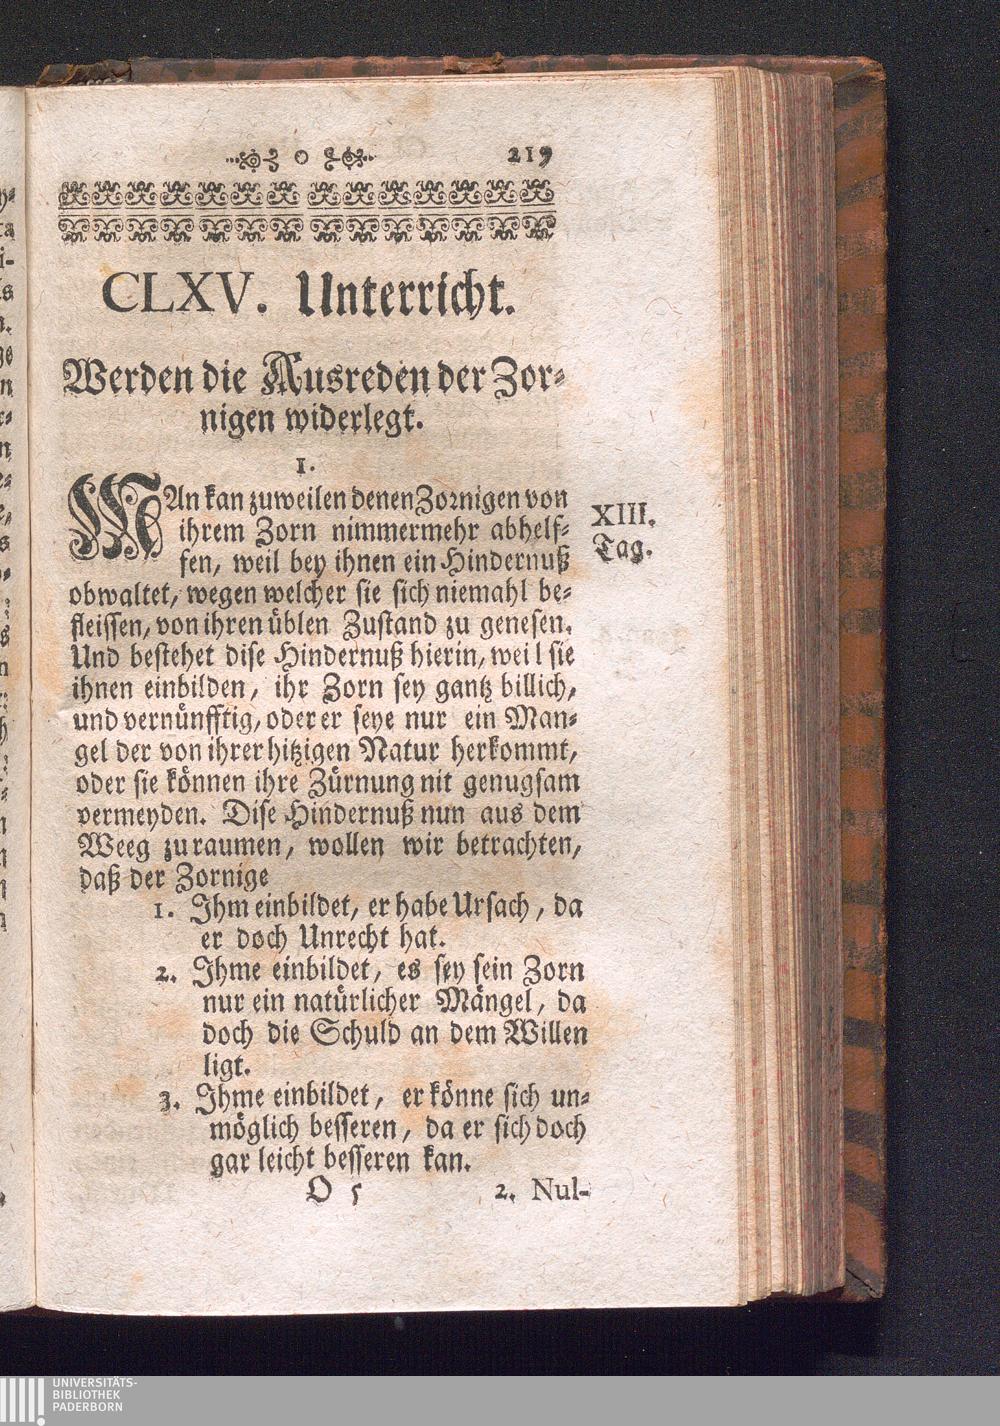 219
CLXV. Unterricht.
Werden die Ausreden der Zor-
nigen widerlegt.
1.
MAn kan zuweilen denen Zornigen von
ihrem Zorn nimmermehr abhelf-
fen, weil bey ihnen ein Hindernuß
obwaltet, wegen welcher sie sich niemahl be-
fleissen, von ihren üblen Zustand zu genesen.
Und bestehet dise Hindernuß hierin, weil sie
ihnen einbilden, ihr Zorn sey gantz billich,
und vernünfftig, oder er seye nur ein Man-
gel der von ihrer hitzigen Natur herkommt,
oder sie können ihre Zürnung nit genugsam
vermeyden. Dise Hindernuß nun aus dem
Weeg zu raumen, wollen wir betrachten,
daß der Zornige
1. Ihm einbildet, er habe Ursach, da
er doch Unrecht hat.
2. Ihme einbildet, es sey sein Zorn
nur ein natürlicher Mängel, da
doch die Schuld an dem Willen
ligt.
3. Ihme einbildet, er könne sich un-
möglich besseren, da er sich doch
gar leicht besseren kan.
O 5 2. Nul-
XIII.
Tag.
UNIVERSITÄTS-
BIBLIOTHEK
PADERBORN